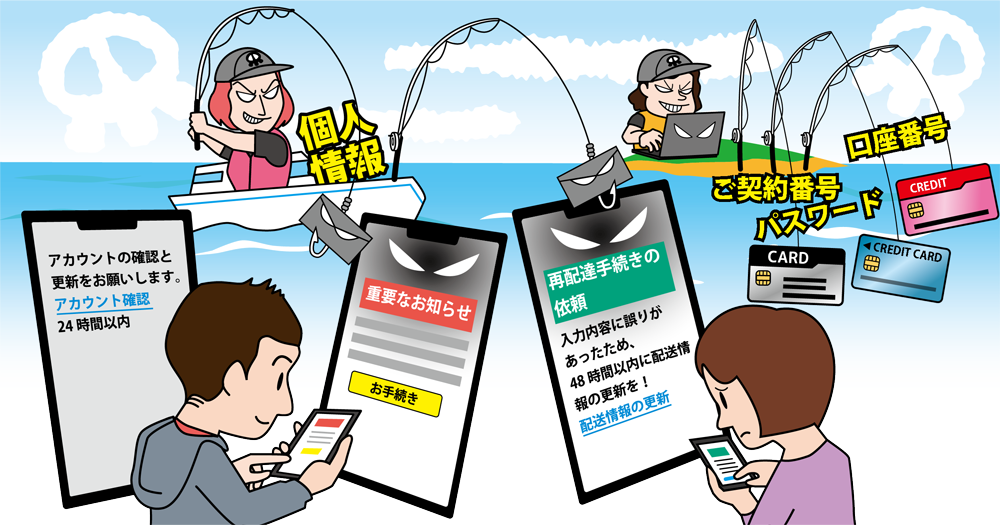 個人
情報
ご契約番号
パスワード
口座番号
CREDIT
CARD
CREDIT CARD
アカウントの確認と
更新をお願いします。
アカウント確認
24時間以内
重要なお知らせ
お手続き
再配達手続きの
依頼
入力内容に誤りが
あったため、
48時間以内に配送情
報の更新を！
配送情報の更新